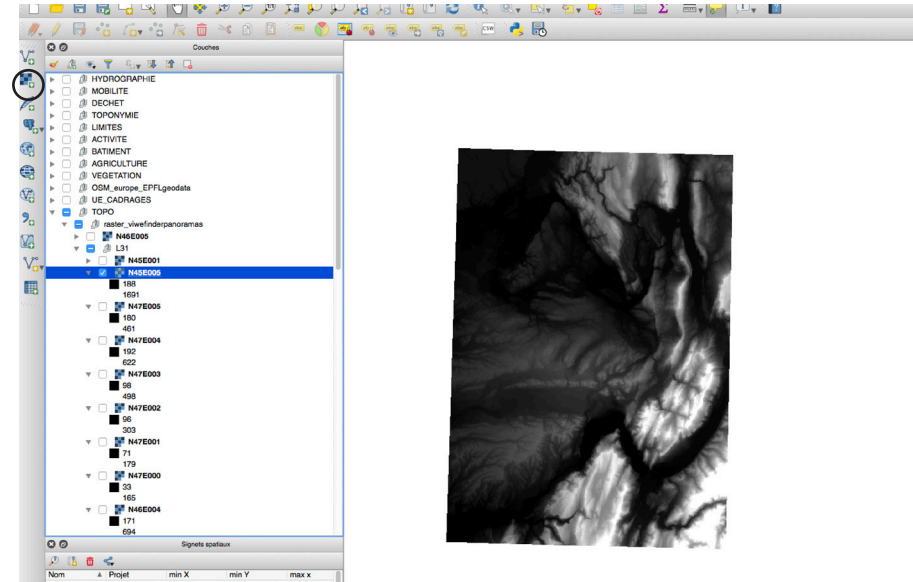 Couches
HYDROGRAPHIE
MOBILITE
DECHET
TOPONYMIE
LIMITES
ACTIVITE
BATIMENT
AGRICULTURE
VEGETATION
OSM_europe_EPFLgeodata
UE_CADRAGES
TOPO
raster_viwefinderpanoramas
N46E005
L31
N45E001
N45E005
188
1691
N47E005
180
461
N47E004
192
622
N47E003
98
498
N47E002
96
303
N47E001
71
179
N47E000
33
165
N46E004
171
694
Signets spatiaux
Nom Projet min X min Y max x